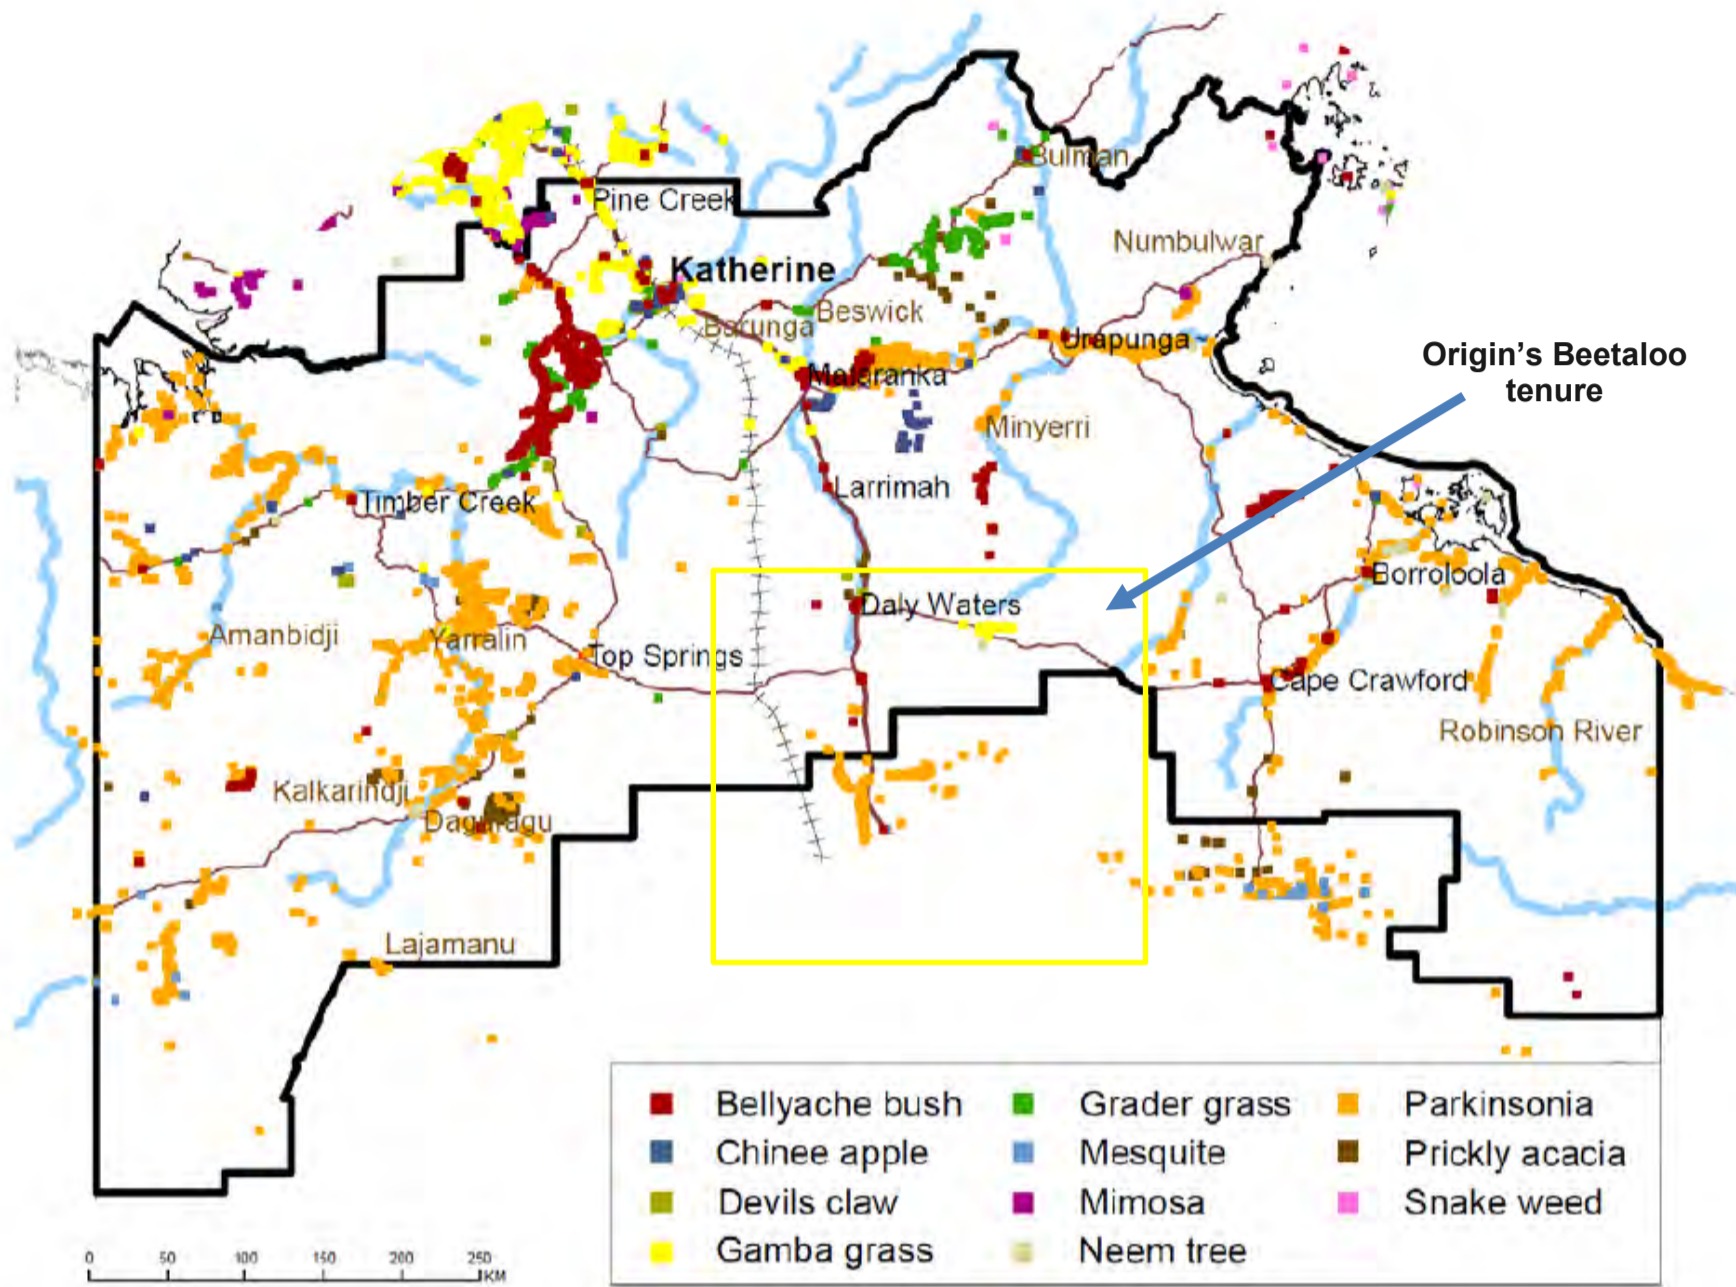 Bulman
Pine Creek
Numbulwar
Katherine
Beswick
Barunga
Urapunga
Origin's Beetaloo
tenure
Mataranka
Minyerri
Larrimah
Timber Creek
Borroloola
Daly Waters
Amanbidji
Yarralin
Top Springs
Cape Crawford
Robinson River
Kalkarindji
Daguragu
Lajamanu
Bellyache bush
Grader grass
Parkinsonia
Chinee apple
Mesquite
Prickly acacia
Devils claw
Mimosa
Snake weed
Gamba grass
Neem tree
0 50 100 150 200 250
KM